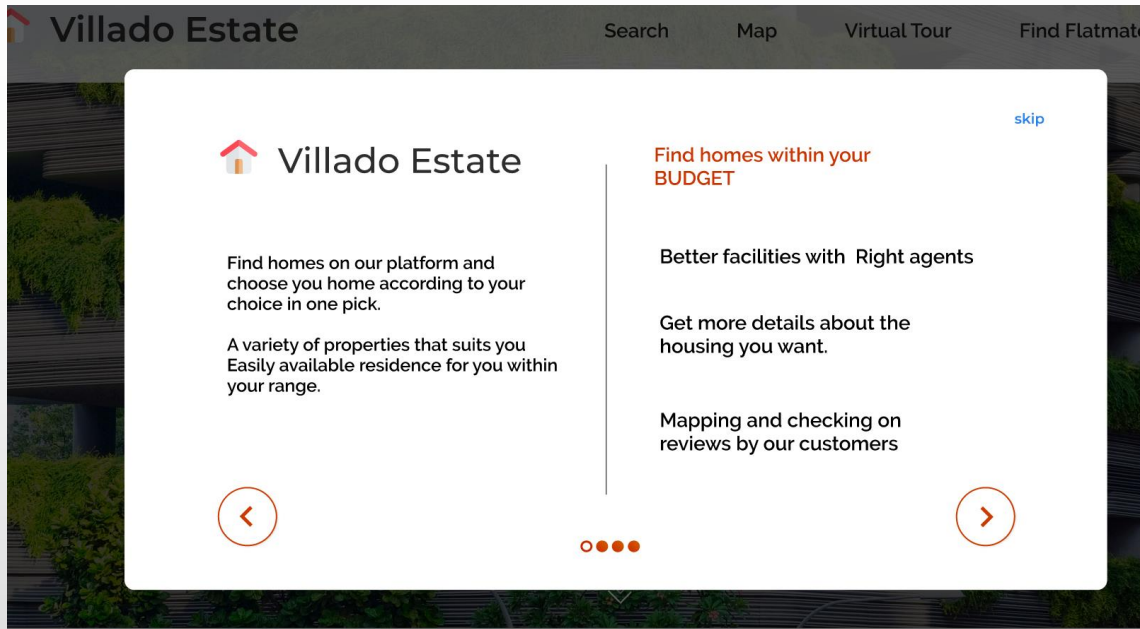 Villado Estate
Search
Map
Virtual Tour
Find Flatmate
skip
Villado Estate
Find homes on our platform and
choose you home according to your
choice in one pick.
A variety of properties that suits you
Easily available residence for you within
your range.
Find homes within your
BUDGET
Better facilities with Right agents
Get more details about the
housing you want.
Mapping and checking on
reviews by our customers